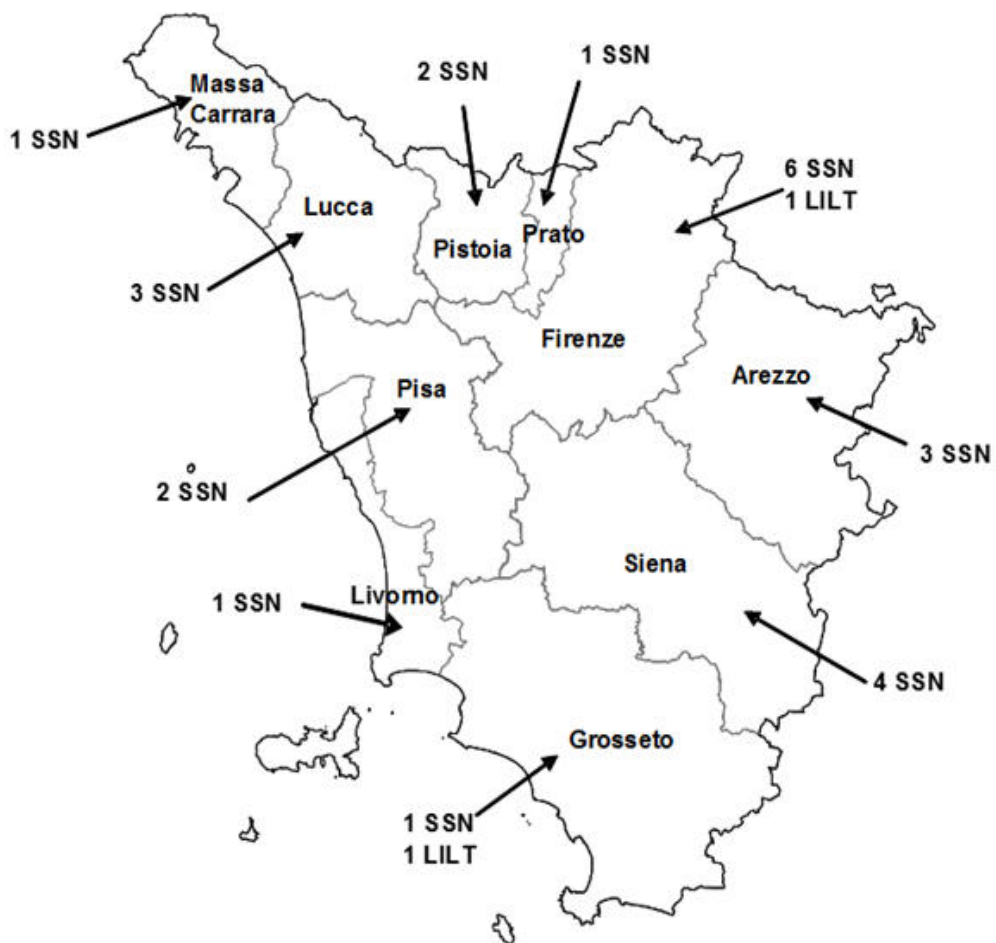 2 SSN
1 SSN
Massa
Carrara
1 SSN
6 SSN
1 LILT
Lucca
Prato
Pistoia
3 SSN
Firenze
Arezzo
Pisa
3 SSN
2 SSN
Siena
Livorno
1 SSN
4 SSN
Grosseto
1 SSN
1 LILT